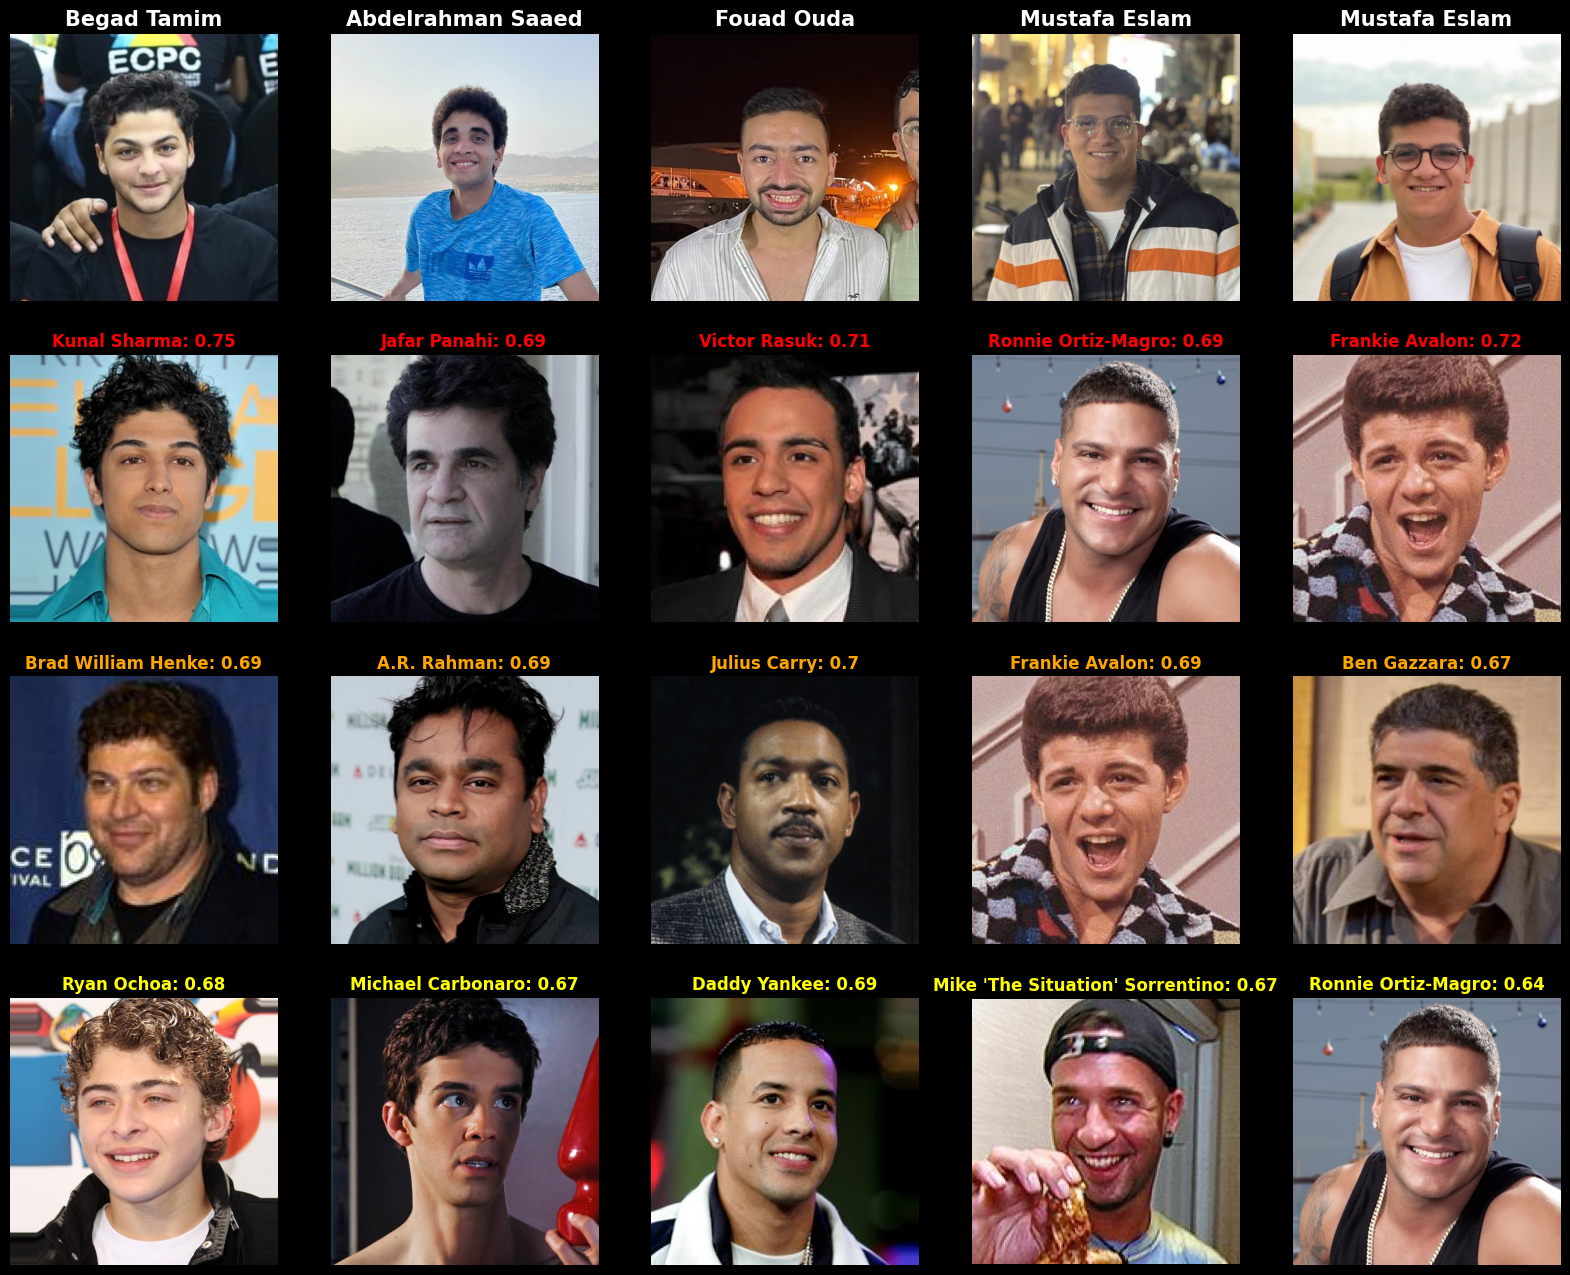 Begad Tamim
Abdelrahman Saaed
Fouad Ouda
Mustafa Eslam
Mustafa Eslam
ECPC
EC
Kunal Sharma: 0.75
Jafar Panahi: 0.69
Victor Rasuk: 0.71
Ronnie Ortiz-Magro: 0.69
Frankie Avalon: 0.72
Brad William Henke: 0.69
A.R. Rahman: 0.69
Julius Carry: 0.7
Frankie Avalon: 0.69
Ben Gazzara: 0.67
MILLION DOL
Ryan Ochoa: 0.68
Michael Carbonaro: 0.67
Daddy Yankee: 0.69
Mike 'The Situation' Sorrentino: 0.67
Ronnie Ortiz-Magro: 0.64